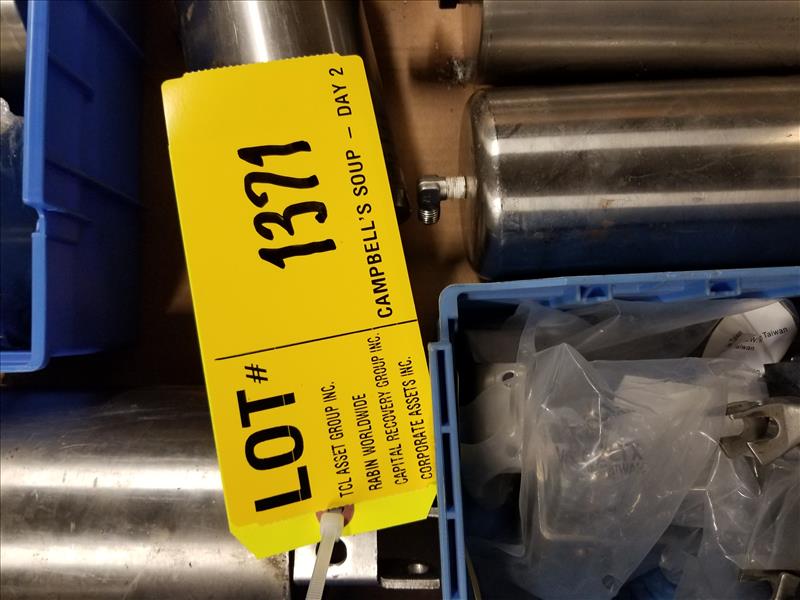 LOT# 1371
TCL ASSET GROUP INC.
RABIN WORLDWIDE
CAPITAL RECOVERY GROUP INC.
CORPORATE ASSETS INC.
CAMPBELL'S SOUP – DAY 2
Taiwan
Taiwan